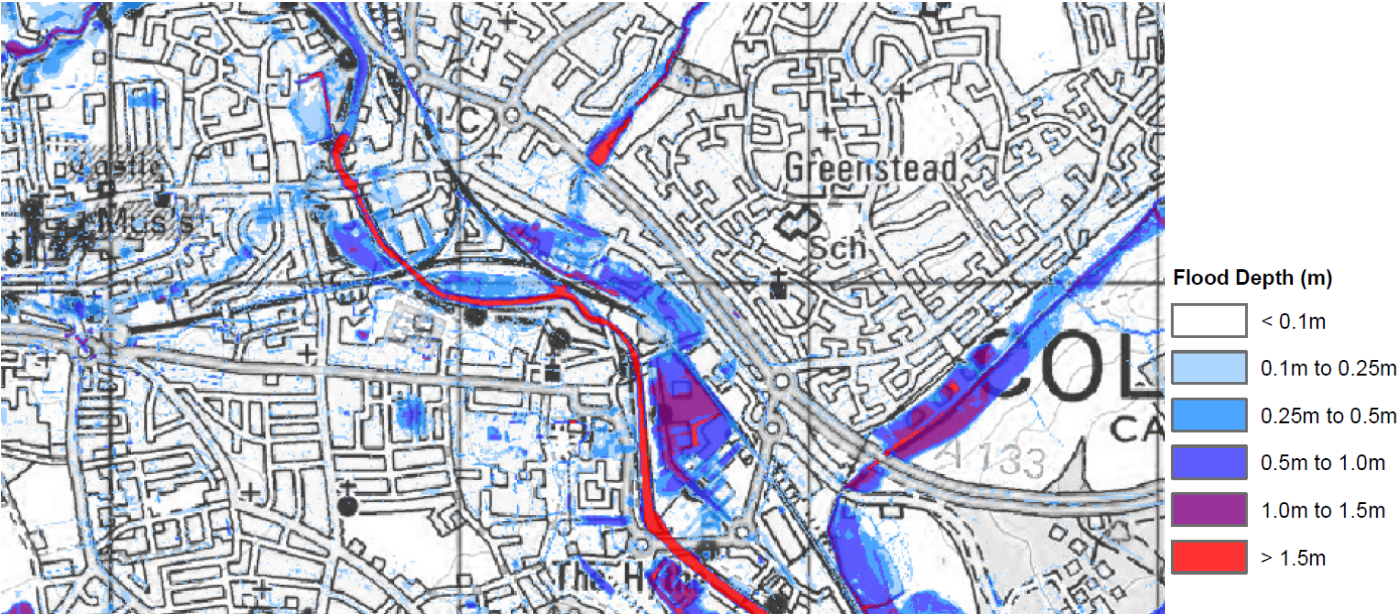 C
Castle
Greenstead
Sch
COL
CA
A 133
Flood Depth (m)
< 0.1m
0.1m to 0.25m
0.25m to 0.5m
0.5m to 1.0m
1.0m to 1.5m
> 1.5m